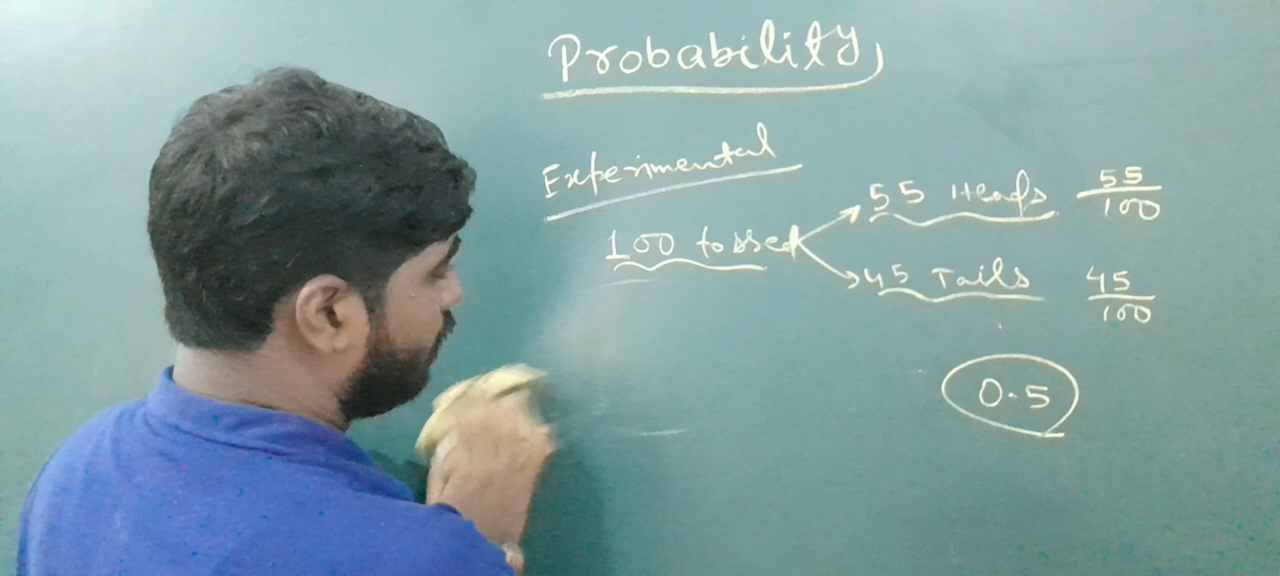 Probability
Experimental
100 tossed
55 Heads 55/100
45 Tails 45/100
0.5